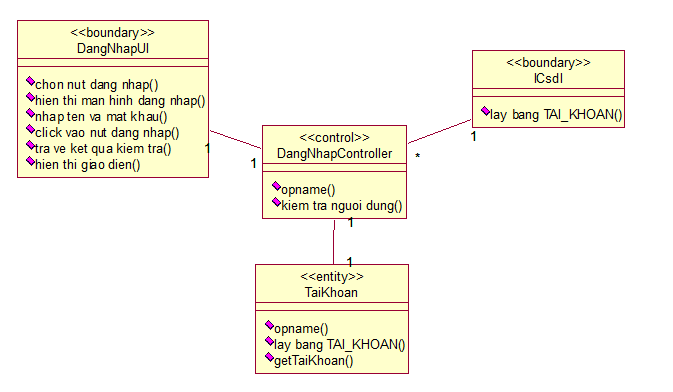 <<boundary>>
DangNhapUI
chon nut dang nhap()
hien thi man hinh dang nhap()
nhap ten va mat khau()
click vao nut dang nhap()
tra ve ket qua kiem tra()
hien thi giao dien()
1
1
<<control>>
DangNhapController
opname()
kiem tra nguoi dung()
*
1
<<boundary>>
ICsdl
lay bang TAI_KHOAN()
1
1
<<entity>>
TaiKhoan
opname()
lay bang TAI_KHOAN()
getTaiKhoan()